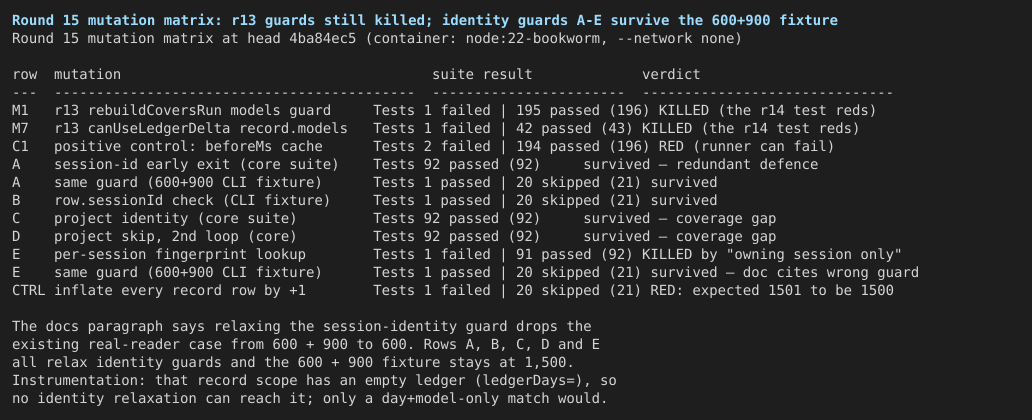 Round 15 mutation matrix: r13 guards still killed; identity guards A-E survive the 600+900 fixture
Round 15 mutation matrix at head 4ba84ec5 (container: node:22-bookworm, --network none)
row  mutation                                     suite result             verdict
---  -------------------------------------------  -----------------------  ------------------------------
M1   r13 rebuildCoversRun models guard     Tests 1 failed | 195 passed (196) KILLED (the r14 test reds)
M7   r13 canUseLedgerDelta record.models   Tests 1 failed | 42 passed (43) KILLED (the r14 test reds)
C1   positive control: beforeMs cache      Tests 2 failed | 194 passed (196) RED (runner can fail)
A    session-id early exit (core suite)    Tests 92 passed (92)     survived — redundant defence
A    same guard (600+900 CLI fixture)      Tests 1 passed | 20 skipped (21) survived
B    row.sessionId check (CLI fixture)     Tests 1 passed | 20 skipped (21) survived
C    project identity (core suite)         Tests 92 passed (92)     survived — coverage gap
D    project skip, 2nd loop (core)         Tests 92 passed (92)     survived — coverage gap
E    per-session fingerprint lookup        Tests 1 failed | 91 passed (92) KILLED by "owning session only"
E    same guard (600+900 CLI fixture)      Tests 1 passed | 20 skipped (21) survived — doc cites wrong guard
CTRL inflate every record row by +1        Tests 1 failed | 20 skipped (21) RED: expected 1501 to be 1500
The docs paragraph says relaxing the session-identity guard drops the
existing real-reader case from 600 + 900 to 600. Rows A, B, C, D and E
all relax identity guards and the 600 + 900 fixture stays at 1,500.
Instrumentation: that record scope has an empty ledger (ledgerDays=), so
no identity relaxation can reach it; only a day+model-only match would.